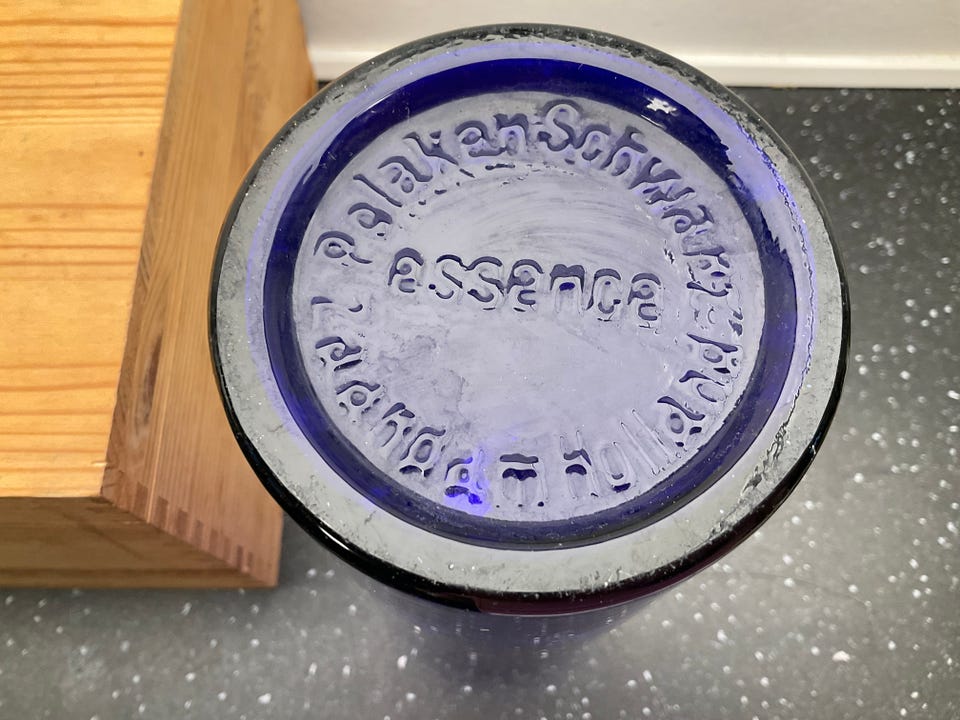 Polak en Schwarz
essence
Zaandam-Holland